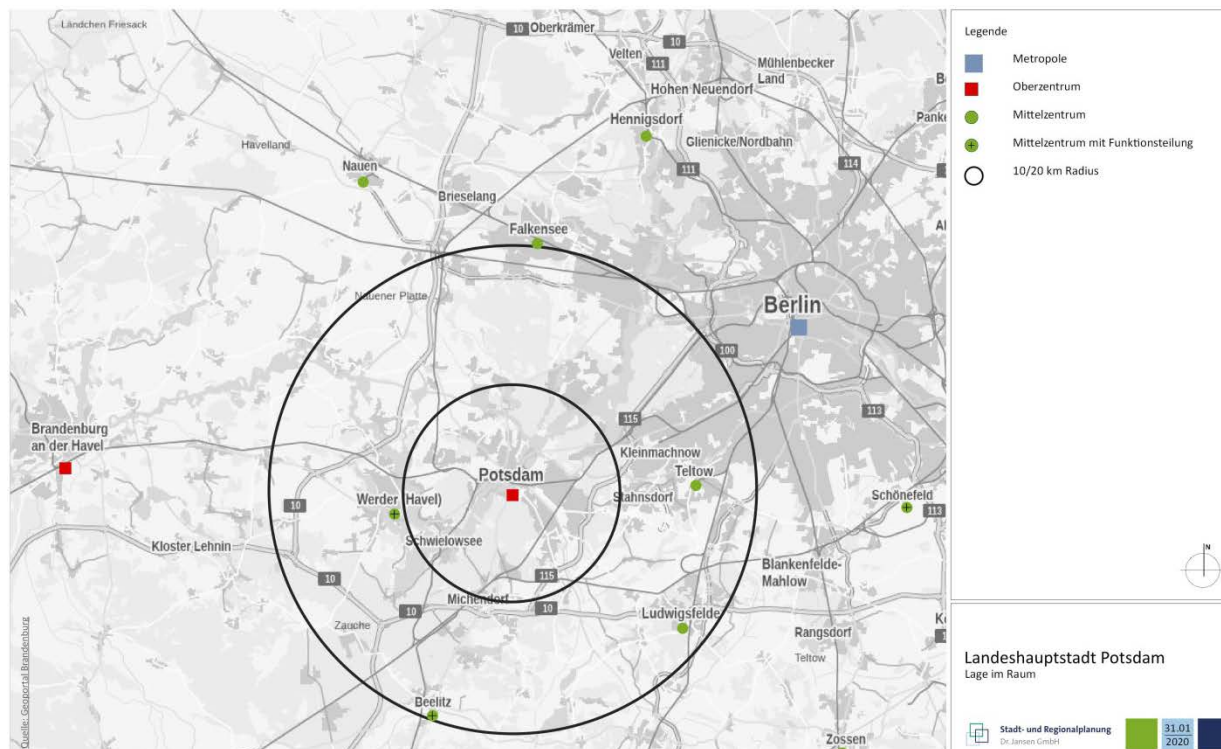 Ländchen Friesack
10
Oberkrämer
10
Velten
111
Mühlenbecker
Land
Hohen Neuendorf
Hennigsdorf
Glienicke/Nordbahn
Havelland
Nauen
111
114
Brieselang
Falkensee
Nauener Platte
Berlin
100
113
115
Brandenburg
an der Havel
Kleinmachnow
Teltow
Potsdam
Stahnsdorf
Werder (Havel)
Schönefeld
113
10
Schwielowsee
Kloster Lehnin
Blankenfelde-
Mahlow
115
10
Michendorf
10
10
Ludwigsfelde
Zauche
Rangsdorf
Teltow
Beelitz
Zossen
Quelle: Geoportal Brandenburg
Legende
Metropole
Oberzentrum
Mittelzentrum
Mittelzentrum mit Funktionsteilung
10/20 km Radius
N
Landeshauptstadt Potsdam
Lage im Raum
Stadt- und Regionalplanung
Dr. Jansen GmbH
31.01
2020